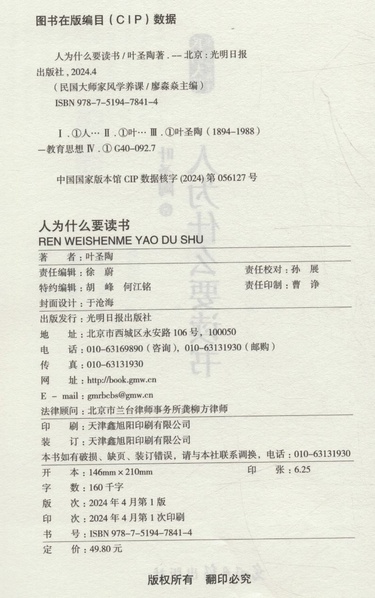 图书在版编目（CIP）数据
人为什么要读书 / 叶圣陶著 . -- 北京 : 光明日报
出版社 , 2024.4
（民国大师家风学养课 / 廖淼焱主编）
ISBN 978-7-5194-7841-4
Ⅰ . ①人… Ⅱ . ①叶… Ⅲ . ①叶圣陶（1894-1988）
—教育思想 Ⅳ . ① G40-092.7
中国国家版本馆 CIP 数据核字 (2024) 第 056127 号
人为什么要读书
REN WEISHENME YAO DU SHU
著 者：叶圣陶
责任编辑：徐 蔚 责任校对：孙 展
特约编辑：胡 峰 何江铭 责任印制：曹 诤
封面设计：于沧海
出版发行：光明日报出版社
地 址：北京市西城区永安路 106 号，100050
电 话：010-63169890（咨询），010-63131930（邮购）
传 真：010-63131930
网 址：http://book.gmw.cn
E - mail：gmrbcbs@gmw.cn
法律顾问：北京市兰台律师事务所龚柳方律师
印 刷：天津鑫旭阳印刷有限公司
装 订：天津鑫旭阳印刷有限公司
本书如有破损、缺页、装订错误，请与本社联系调换，电话：010-63131930
开 本：146mm×210mm 印 张：6.25
字 数：160 千字
版 次：2024 年 4 月第 1 版
印 次：2024 年 4 月第 1 次印刷
书 号：ISBN 978-7-5194-7841-4
定 价：49.80 元
版权所有 翻印必究